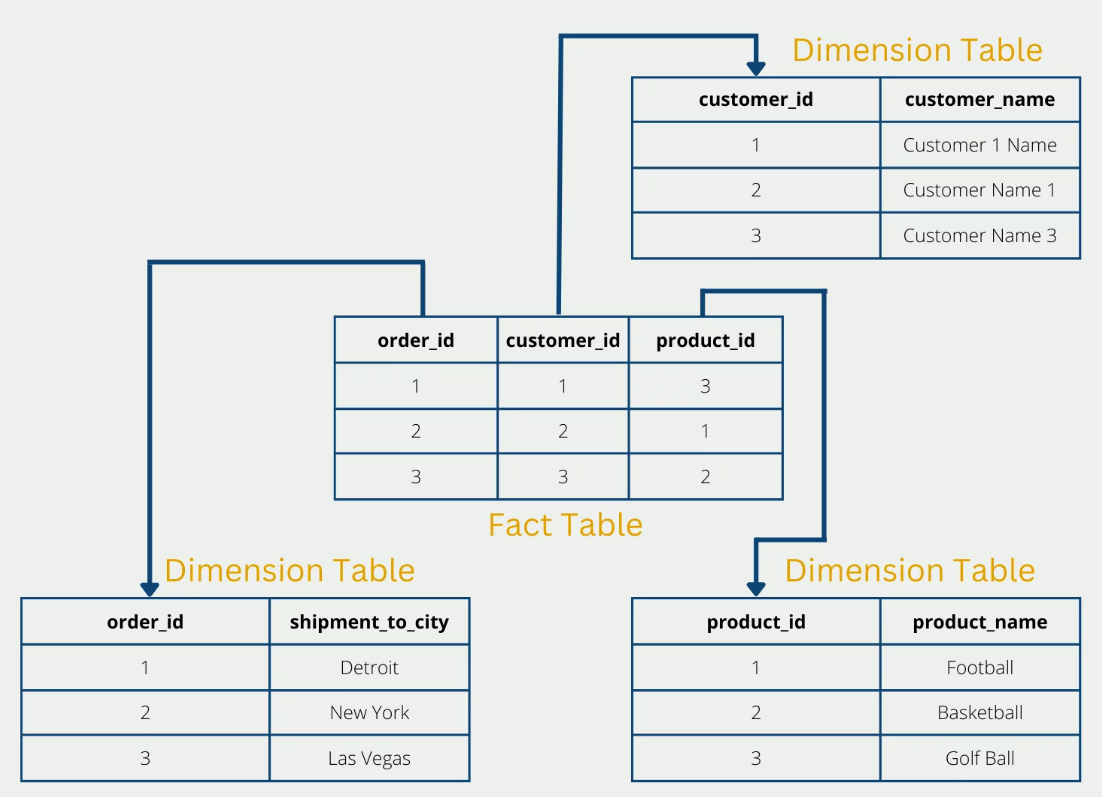 Dimension Table
customer_id customer_name
1 Customer 1 Name
2 Customer Name 1
3 Customer Name 3
order_id customer_id product_id
1 1 3
2 2 1
3 3 2
Fact Table
Dimension Table
order_id shipment_to_city
1 Detroit
2 New York
3 Las Vegas
Dimension Table
product_id product_name
1 Football
2 Basketball
3 Golf Ball